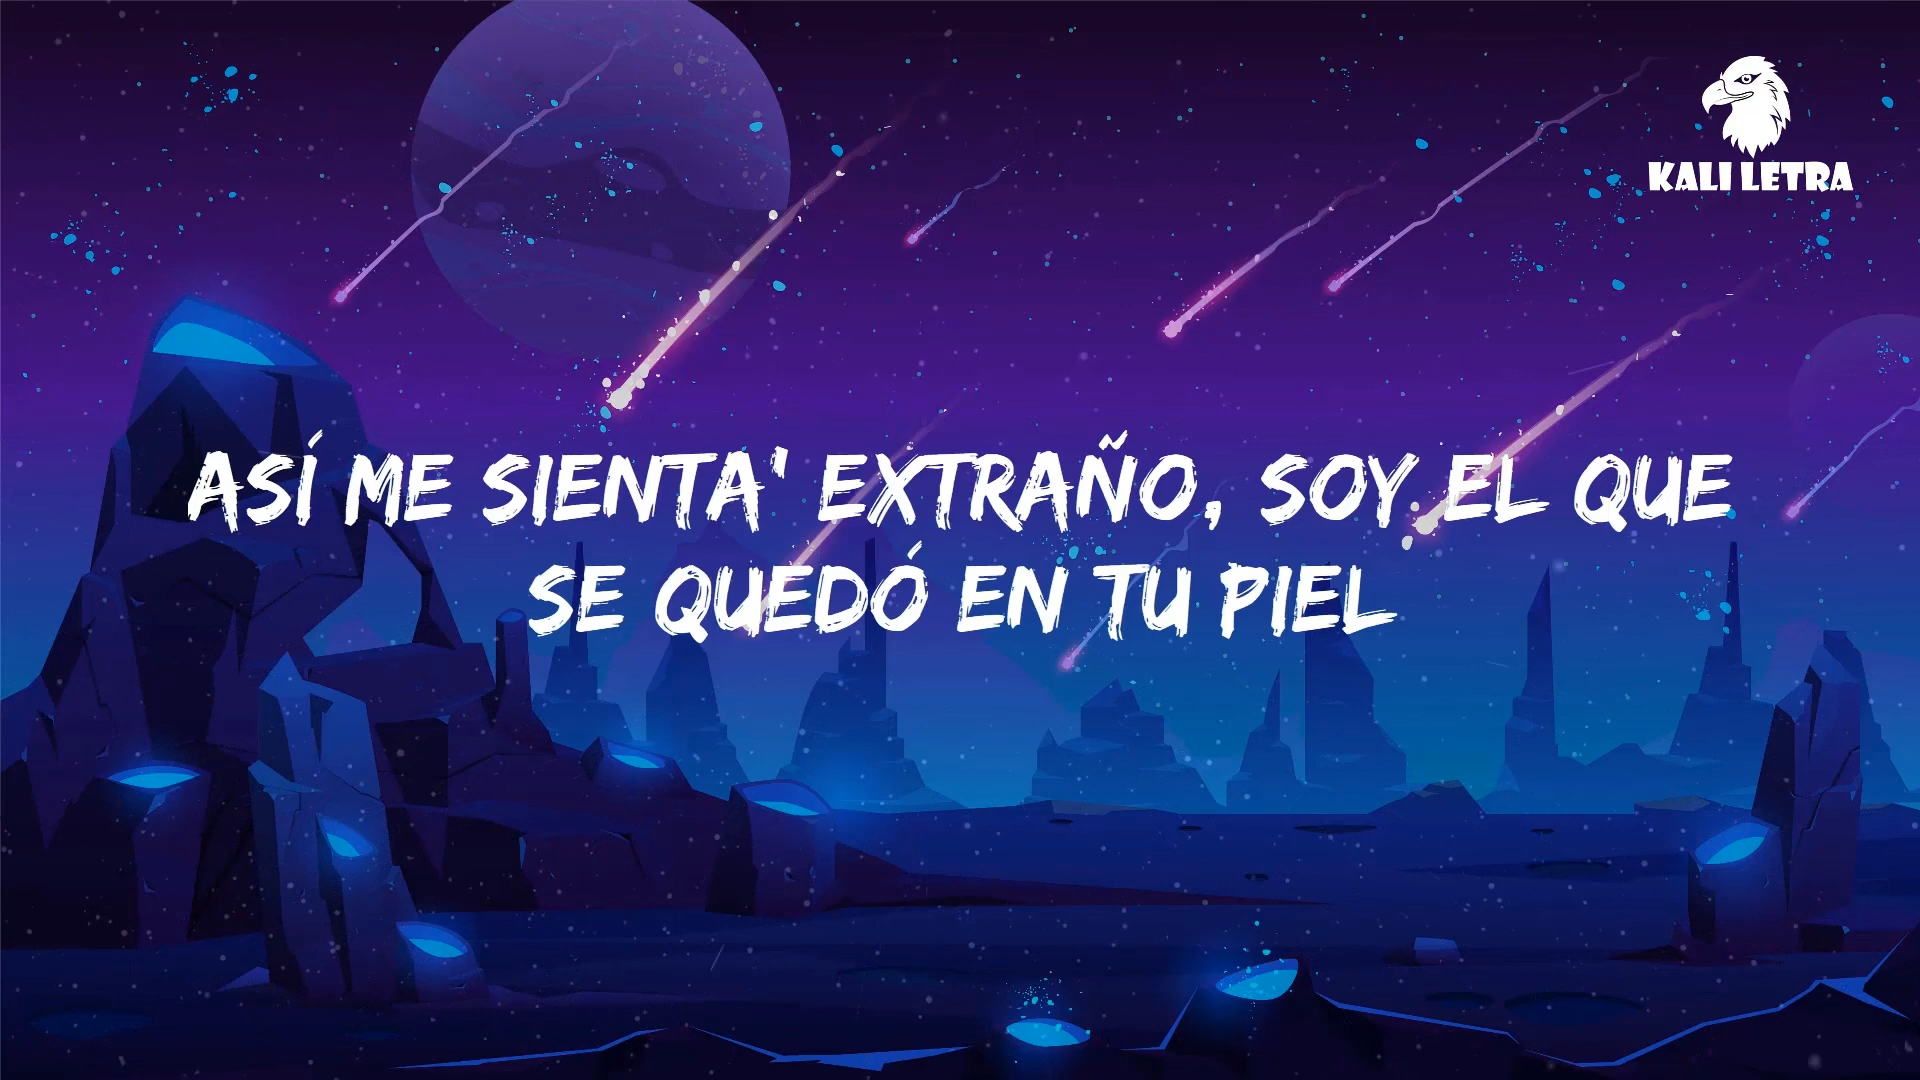 KALI LETRA
ASÍ ME SIENTA' EXTRAÑO, SOY EL QUE
SE QUEDÓ EN TU PIEL